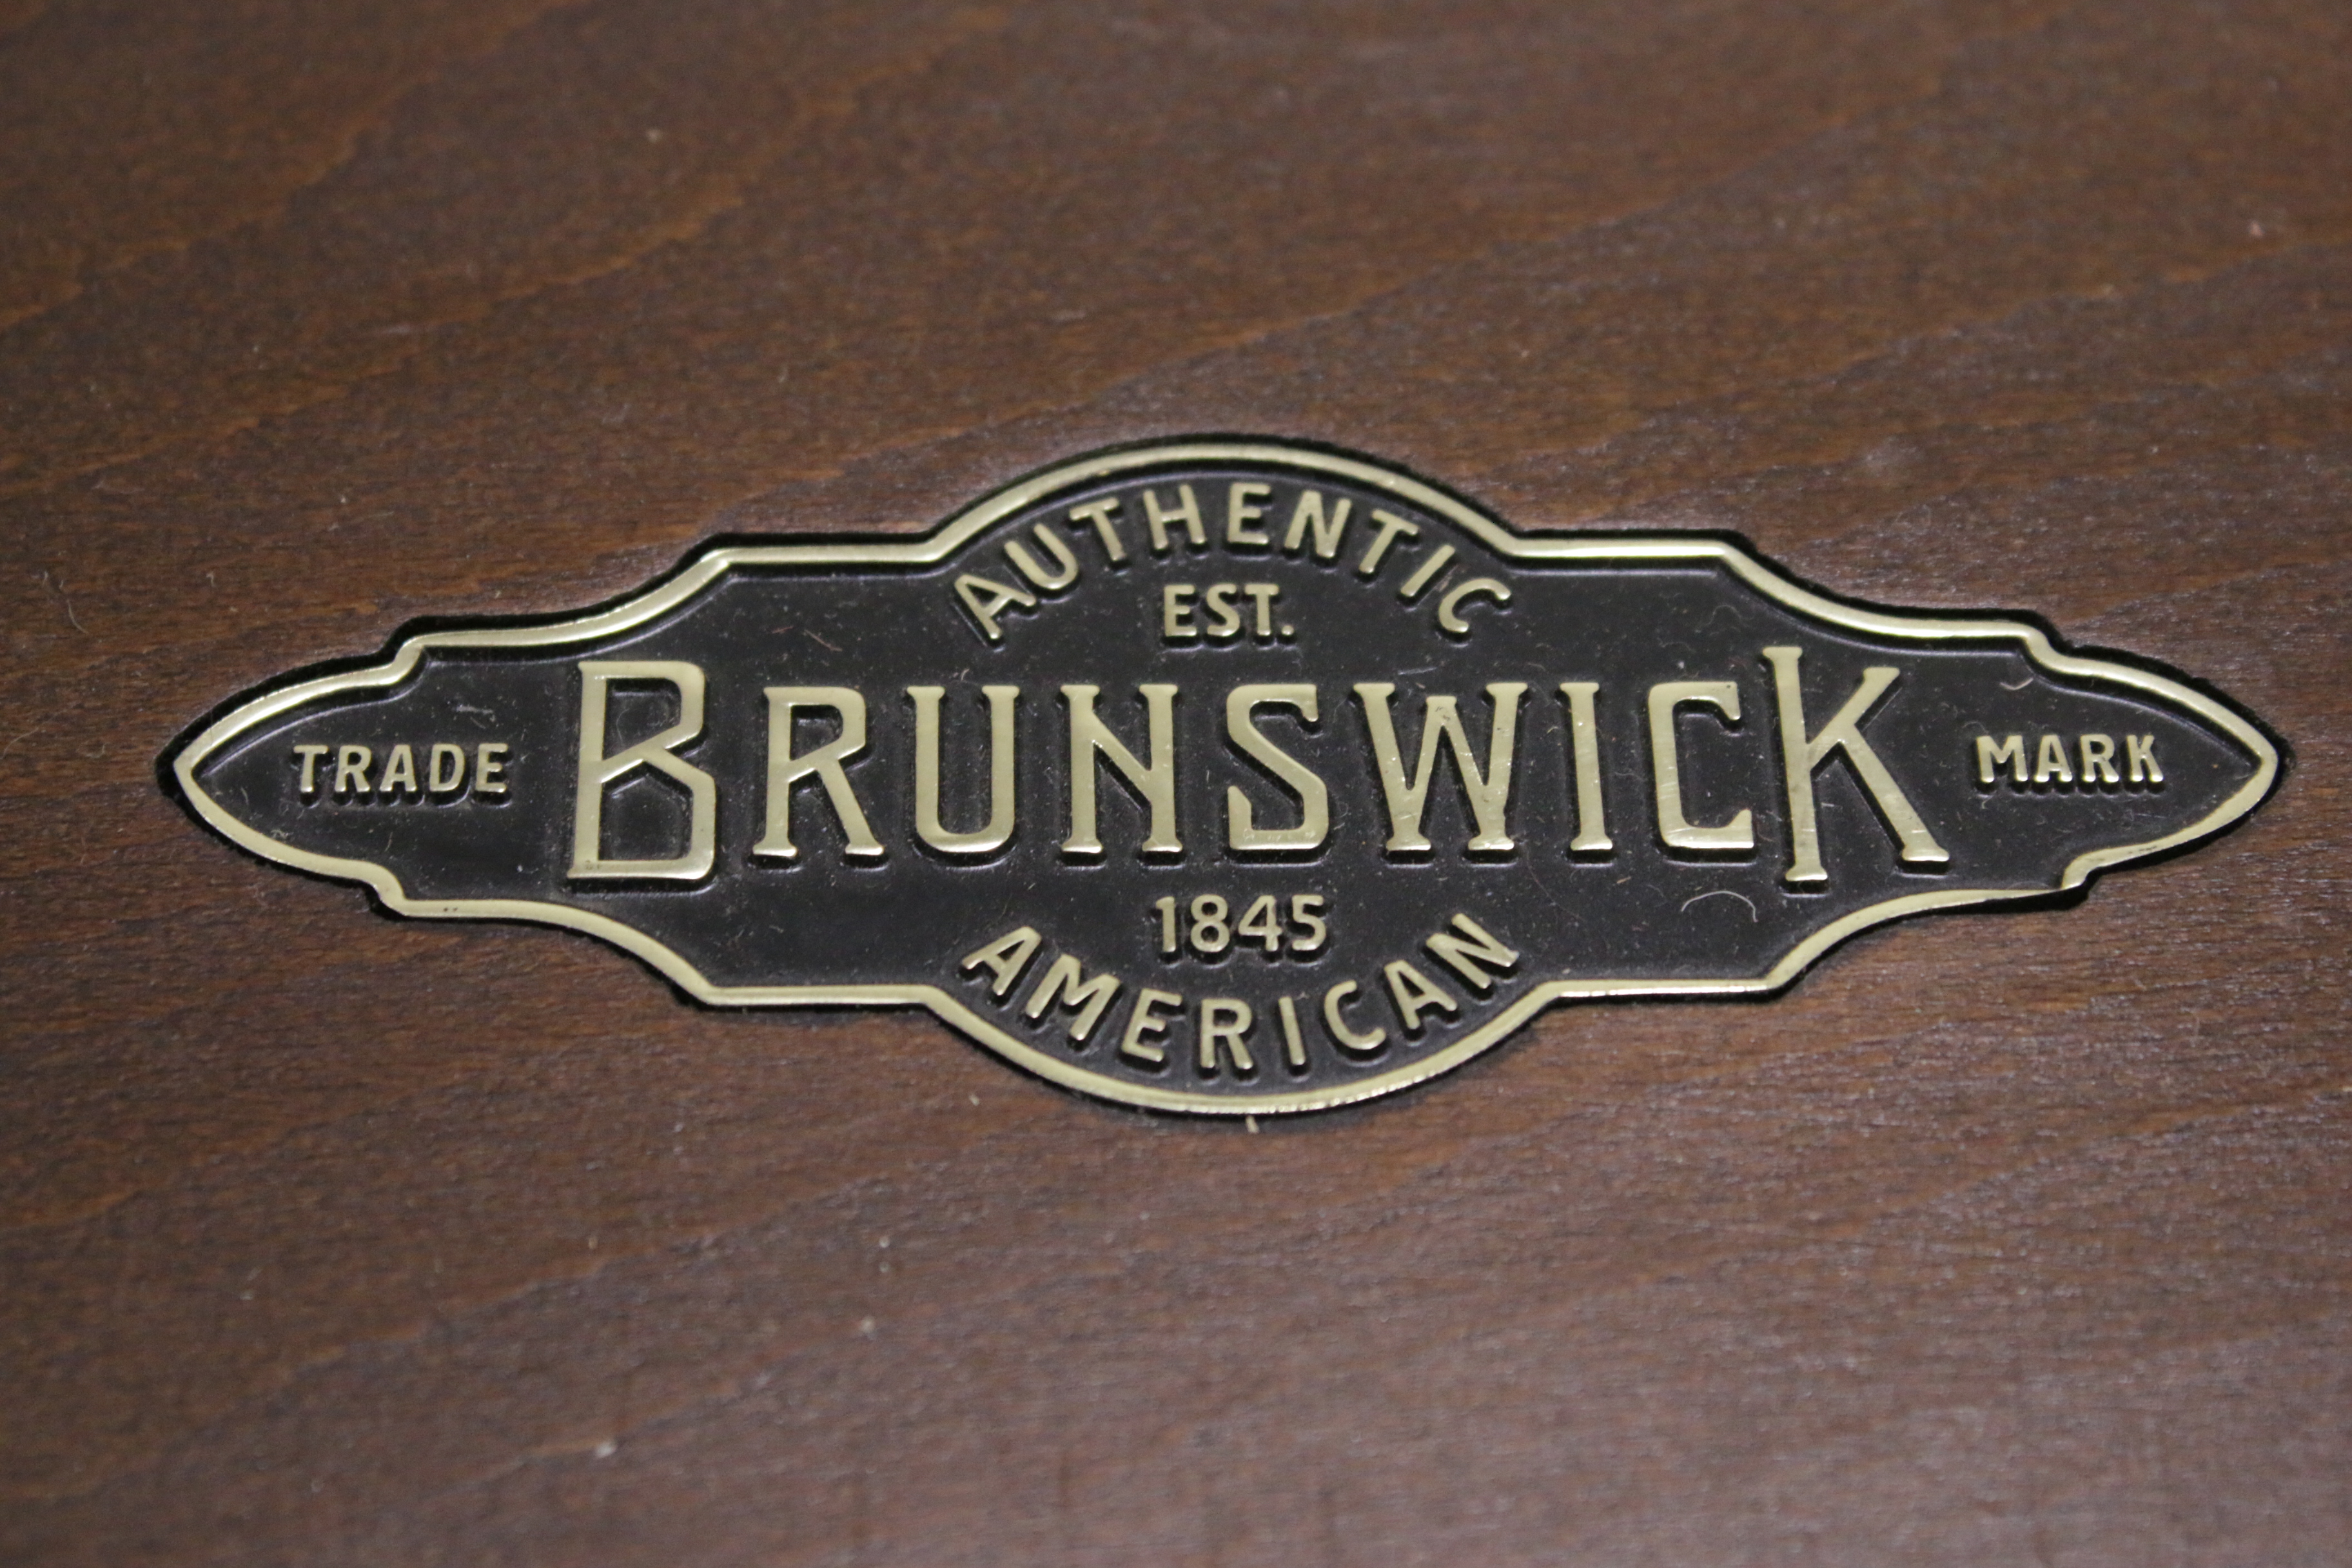 AUTHENTIC
EST.
TRADE BRUNSWICK MARK
1845
AMERICAN